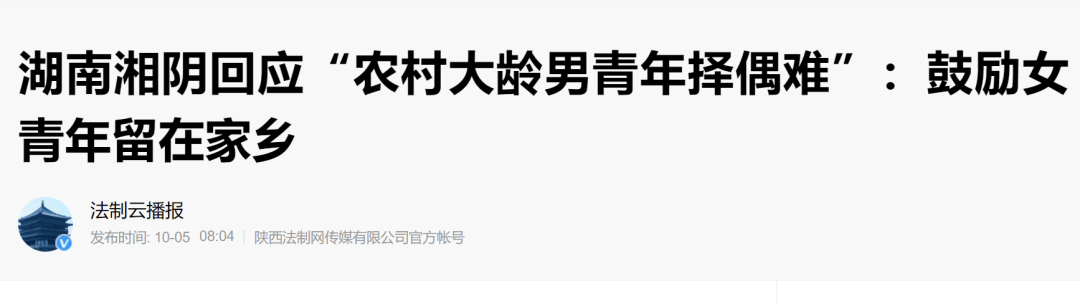 湖南湘阴回应“农村大龄男青年择偶难”：鼓励女
青年留在家乡
法制云播报
发布时间: 10-05 08:04 陕西法制网传媒有限公司官方帐号